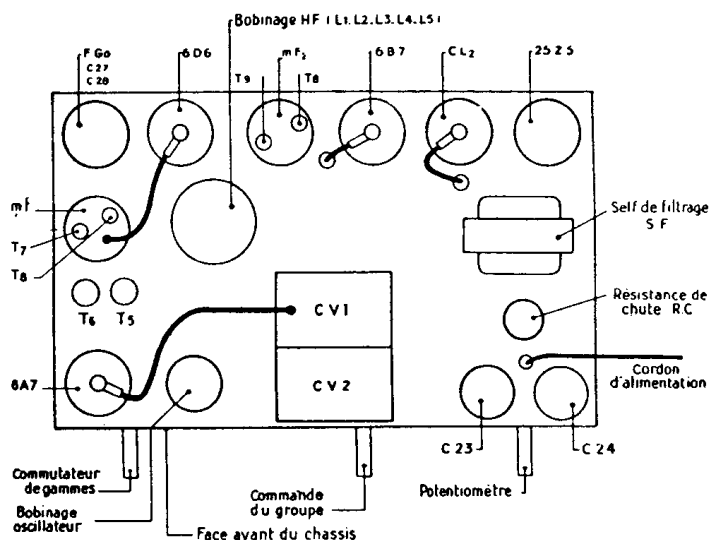 Bobinage HF ( L1. L2. L3. L4. L5 )
F Go
C 27
C 28
6 D 6
T9
mF2
T8
6 B 7
C L2
25 Z 5
mF
T7
T8
Self de filtrage
S F
T6
T5
C V 1
Résistance de
chute R.C
6A7
C V 2
Cordon
d'alimentation
C 23
C 24
Commutateur
de gammes
Commande
du groupe
Potentiomètre
Bobinage
oscillateur
Face avant du chassis